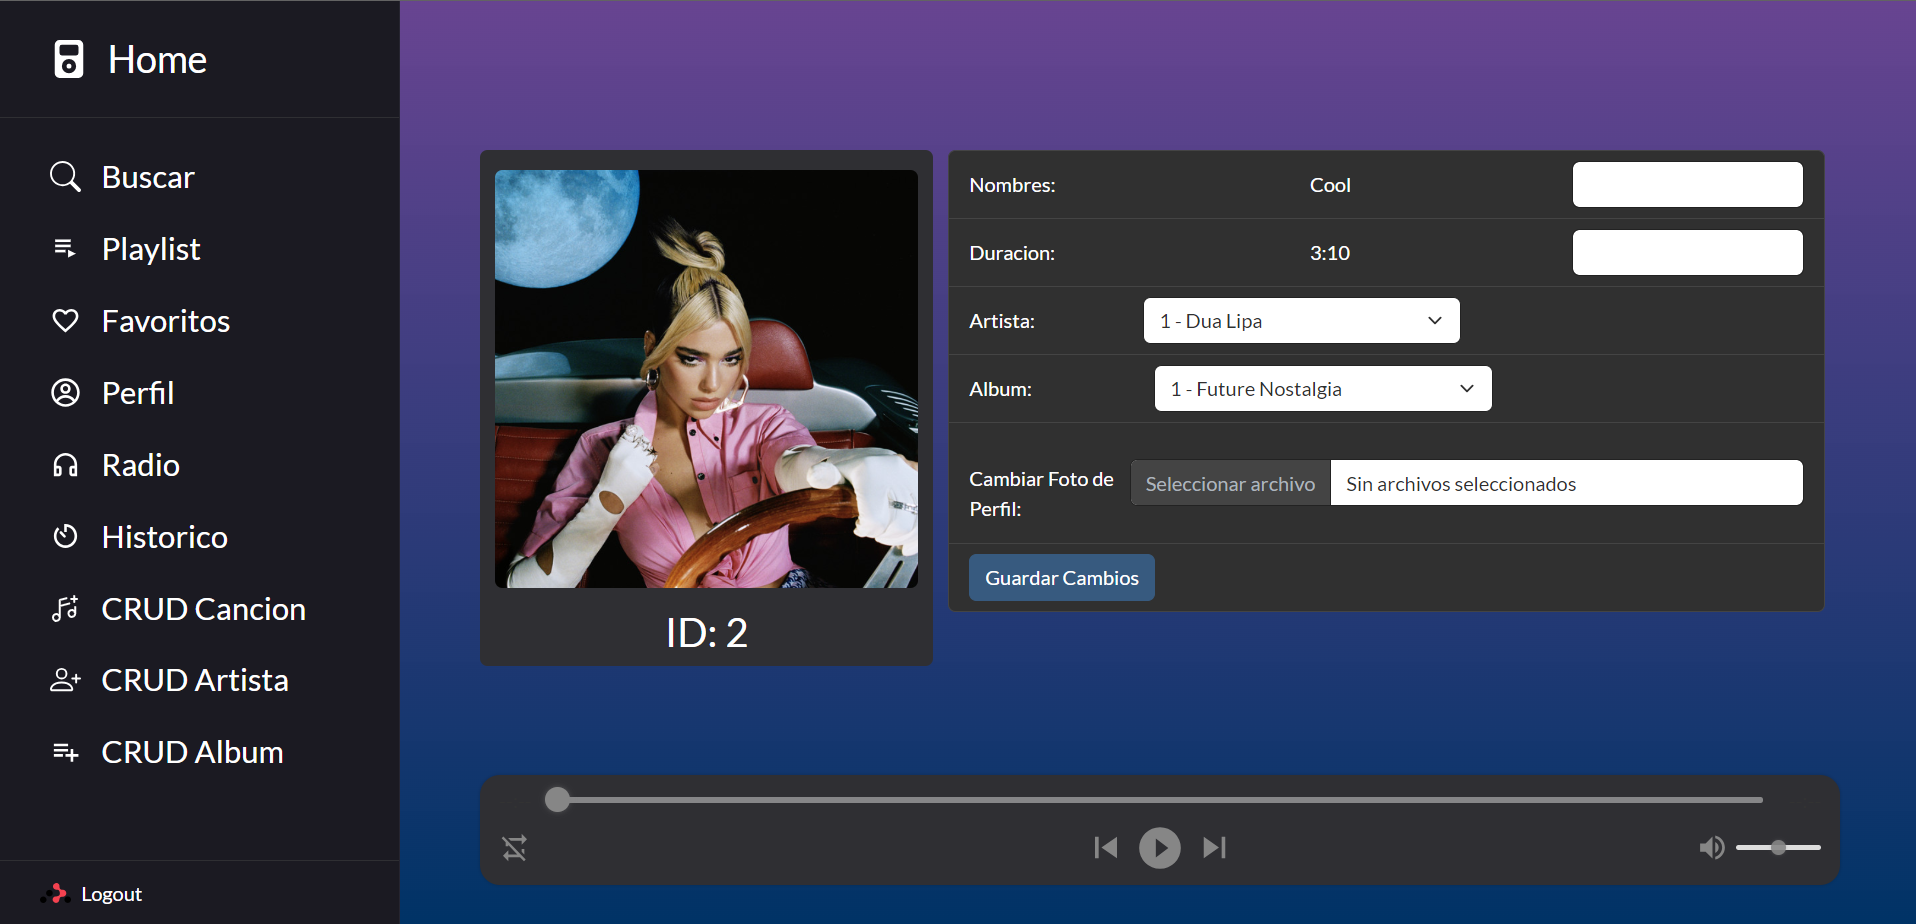 Home
Buscar
Playlist
Favoritos
Perfil
Radio
Historico
CRUD Cancion
CRUD Artista
CRUD Album
Logout
ID: 2
Nombres: Cool
Duracion: 3:10
Artista: 1 - Dua Lipa
Album: 1 - Future Nostalgia
Cambiar Foto de
Perfil:
Seleccionar archivo Sin archivos seleccionados
Guardar Cambios